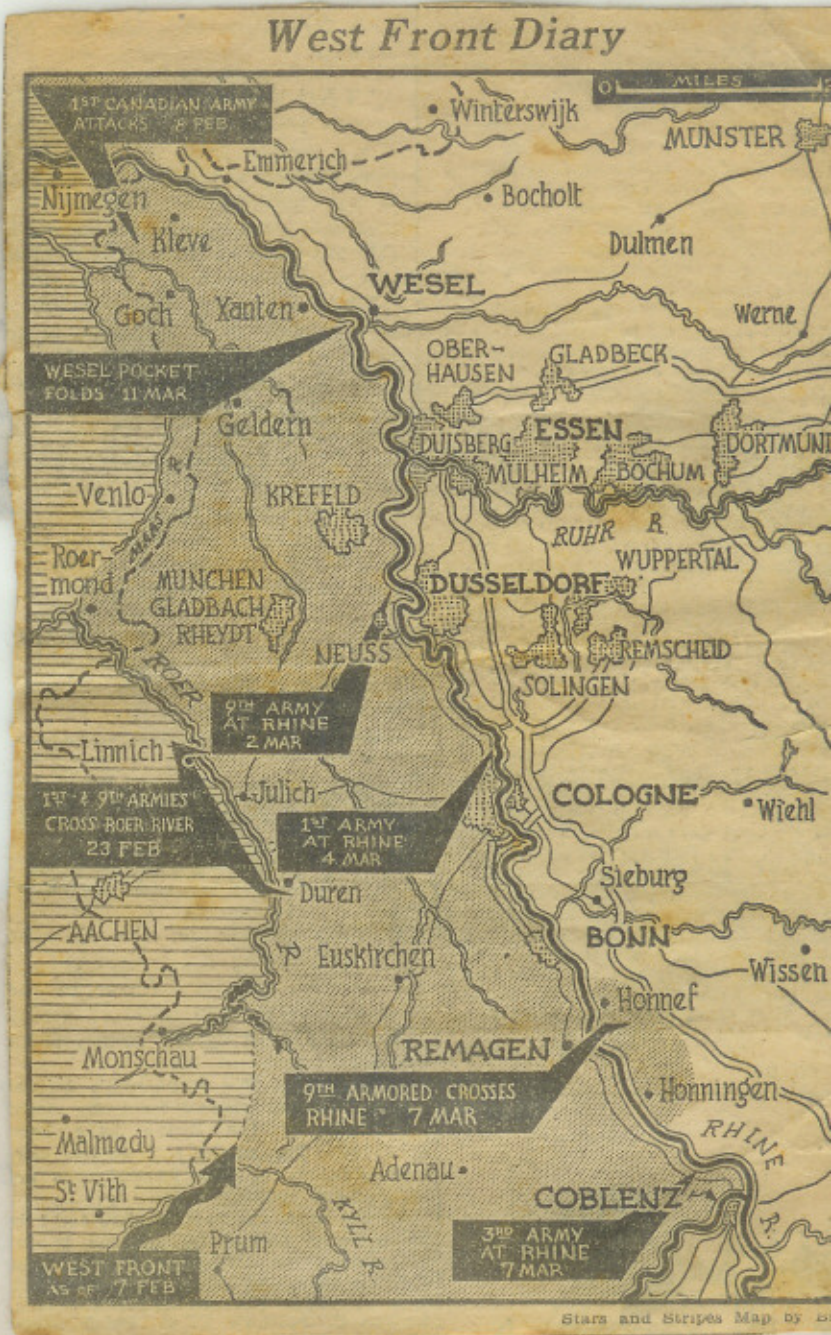 West Front Diary
0 MILES
1ST CANADIAN ARMY
ATTACKS 8 FEB
Winterswijk
MUNSTER
Emmerich
Nijmegen
Bocholt
Kleve
Dulmen
WESEL
Goch
Xanten
Werne
OBER-
HAUSEN
GLADBECK
WESEL POCKET
FOLDS 11 MAR
Geldern
DUISBERG
ESSEN
DORTMUND
MULHEIM
BOCHUM
Venlo
KREFELD
MAAS R.
RUHR R.
Roer-
mond
WUPPERTAL
MUNCHEN
GLADBACH
RHEYDT
DUSSELDORF
NEUSS
REMSCHEID
ROER
SOLINGEN
9TH ARMY
AT RHINE
2 MAR
Linnich
Julich
COLOGNE
Wiehl
1ST & 9TH ARMIES
CROSS ROER RIVER
23 FEB
1ST ARMY
AT RHINE
4 MAR
Duren
Sieburg
AACHEN
BONN
R.
Euskirchen
Wissen
Honnef
Monschau
REMAGEN
9TH ARMORED CROSSES
RHINE 7 MAR
Honningen
Malmedy
RHINE R.
Adenau
St Vith
COBLENZ
KYLL R.
Prum
3RD ARMY
AT RHINE
7 MAR
WEST FRONT
AS OF 7 FEB
Stars and Stripes Map by